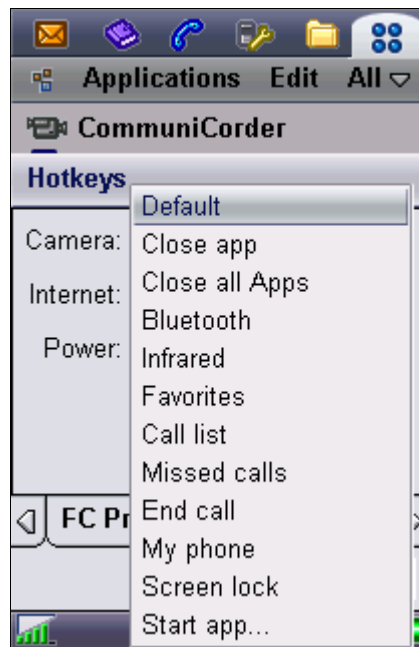 Applications Edit All
CommuniCorder
Hotkeys
Default
Camera:
Close app
Internet:
Close all Apps
Bluetooth
Power:
Infrared
Favorites
Call list
Missed calls
FC Pr
End call
My phone
Screen lock
Start app...